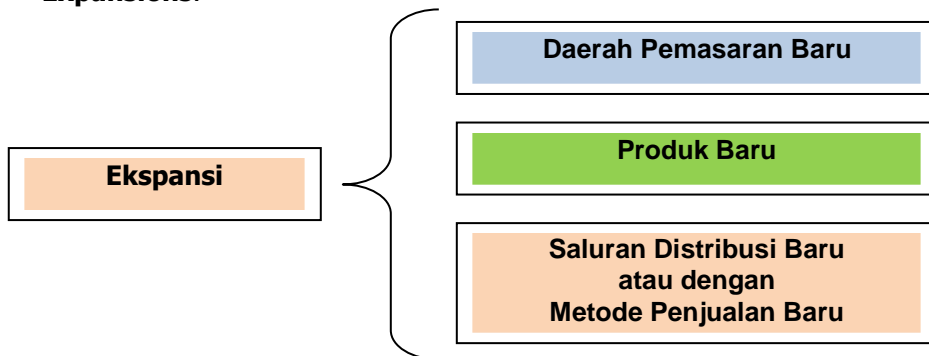 Daerah Pemasaran Baru
Produk Baru
Ekspansi
Saluran Distribusi Baru
atau dengan
Metode Penjualan Baru